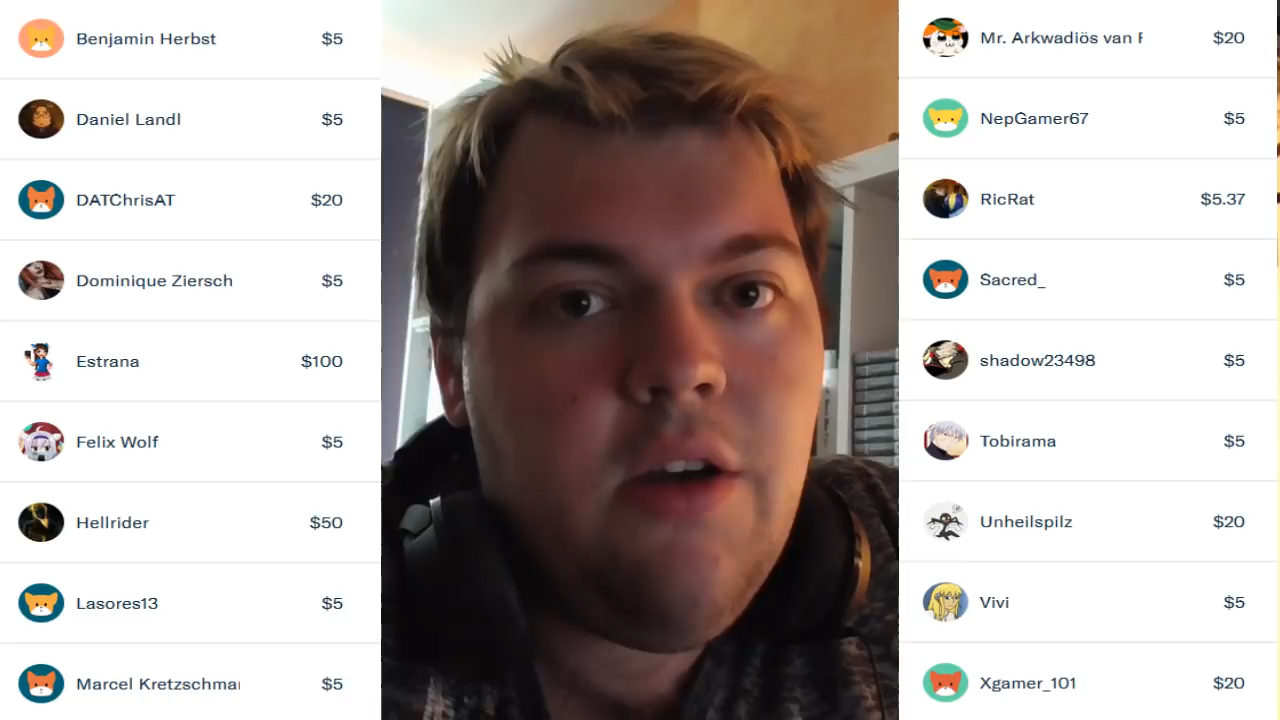 Benjamin Herbst $5
Daniel Landl $5
DATChrisAT $20
Dominique Ziersch $5
Estrana $100
Felix Wolf $5
Hellrider $50
Lasores13 $5
Marcel Kretzschma $5
Mr. Arkwadiös van $20
NepGamer67 $5
RicRat $5.37
Sacred_ $5
shadow23498 $5
Tobirama $5
Unheilspilz $20
Vivi $5
Xgamer_101 $20